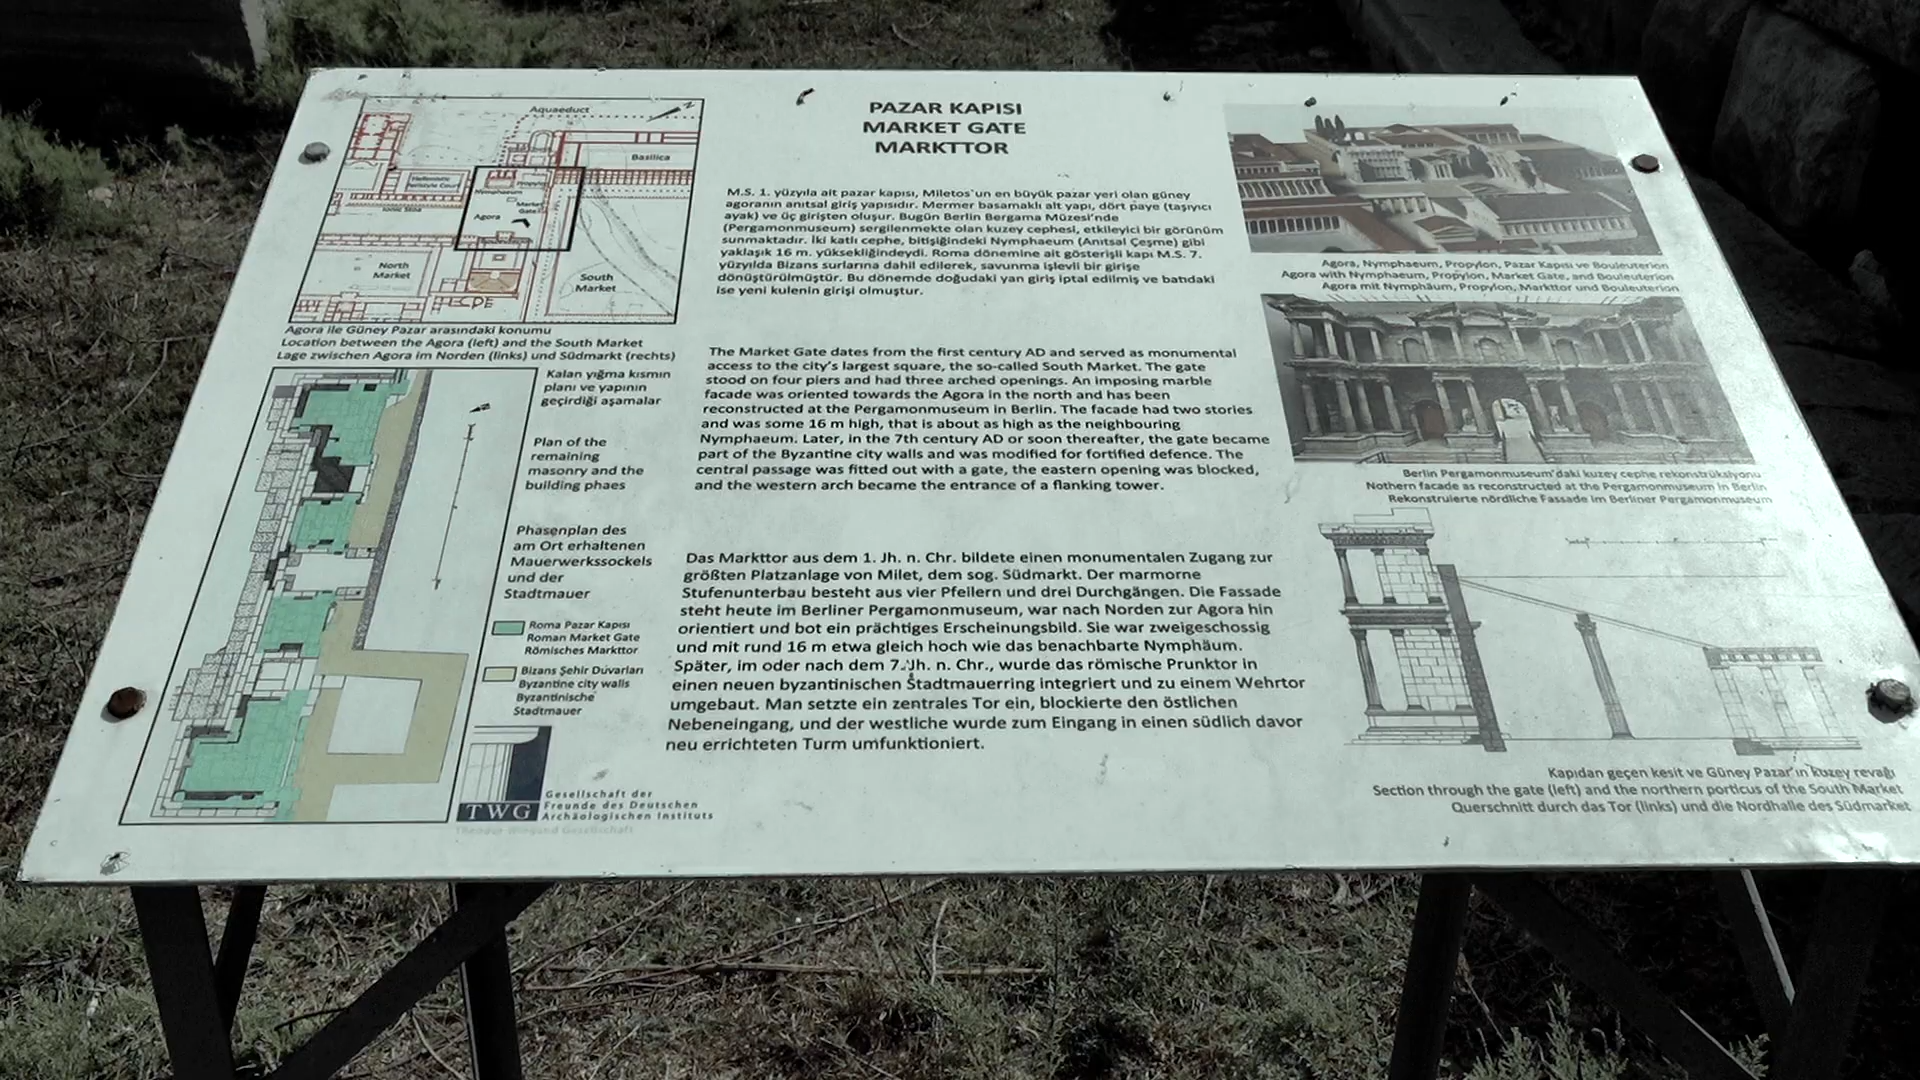 PAZAR KAPISI
MARKET GATE
MARKTTOR
Aquaeduct
Basilica
Hellenistic
Peristyle Court
Ionic Stoa
Nymphaeum
Propylon
Market
Gate
Agora
Bouleuterion
North
Market
South
Market
Agora ile Güney Pazar arasındaki konumu
Location between the Agora (left) and the South Market
Lage zwischen Agora im Norden (links) und Südmarkt (rechts)
Kalan yığma kısmın
planı ve yapının
geçirdiği aşamalar
Plan of the
remaining
masonry and the
building phaes
Phasenplan des
am Ort erhaltenen
Mauerwerkssockels
und der
Stadtmauer
Roma Pazar Kapısı
Roman Market Gate
Römisches Markttor
Bizans Şehir Duvarları
Byzantine city walls
Byzantinische
Stadtmauer
TWG
Gesellschaft der
Freunde des Deutschen
Archäologischen Instituts
Theodor Wiegand Gesellschaft
M.S. 1. yüzyıla ait pazar kapısı, Miletos`un en büyük pazar yeri olan güney
agoranın anıtsal giriş yapısıdır. Mermer basamaklı alt yapı, dört paye (taşıyıcı
ayak) ve üç girişten oluşur. Bugün Berlin Bergama Müzesi'nde
(Pergamonmuseum) sergilenmekte olan kuzey cephesi, etkileyici bir görünüm
sunmaktadır. İki katlı cephe, bitişiğindeki Nymphaeum (Anıtsal Çeşme) gibi
yaklaşık 16 m. yüksekliğindeydi. Roma dönemine ait gösterişli kapı M.S. 7.
yüzyılda Bizans surlarına dahil edilerek, savunma işlevli bir girişe
dönüştürülmüştür. Bu dönemde doğudaki yan giriş iptal edilmiş ve batıdaki
ise yeni kulenin girişi olmuştur.
The Market Gate dates from the first century AD and served as monumental
access to the city's largest square, the so-called South Market. The gate
stood on four piers and had three arched openings. An imposing marble
facade was oriented towards the Agora in the north and has been
reconstructed at the Pergamonmuseum in Berlin. The facade had two stories
and was some 16 m high, that is about as high as the neighbouring
Nymphaeum. Later, in the 7th century AD or soon thereafter, the gate became
part of the Byzantine city walls and was modified for fortified defence. The
central passage was fitted out with a gate, the eastern opening was blocked,
and the western arch became the entrance of a flanking tower.
Das Markttor aus dem 1. Jh. n. Chr. bildete einen monumentalen Zugang zur
größten Platzanlage von Milet, dem sog. Südmarkt. Der marmorne
Stufenunterbau besteht aus vier Pfeilern und drei Durchgängen. Die Fassade
steht heute im Berliner Pergamonmuseum, war nach Norden zur Agora hin
orientiert und bot ein prächtiges Erscheinungsbild. Sie war zweigeschossig
und mit rund 16 m etwa gleich hoch wie das benachbarte Nymphäum.
Später, im oder nach dem 7. Jh. n. Chr., wurde das römische Prunktor in
einen neuen byzantinischen Stadtmauerring integriert und zu einem Wehrtor
umgebaut. Man setzte ein zentrales Tor ein, blockierte den östlichen
Nebeneingang, und der westliche wurde zum Eingang in einen südlich davor
neu errichteten Turm umfunktioniert.
Agora, Nymphaeum, Propylon, Pazar Kapısı ve Bouleuterion
Agora with Nymphaeum, Propylon, Market Gate, and Bouleuterion
Agora mit Nymphäum, Propylon, Markttor und Bouleuterion
Berlin Pergamonmuseum'daki kuzey cephe rekonstrüksiyonu
Nothern facade as reconstructed at the Pergamonmuseum in Berlin
Rekonstruierte nördliche Fassade im Berliner Pergamonmuseum
Kapıdan geçen kesit ve Güney Pazar'ın kuzey revağı
Section through the gate (left) and the northern porticus of the South Market
Querschnitt durch das Tor (links) und die Nordhalle des Südmarket